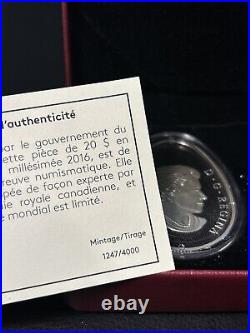 l'authenticité
par le gouvernement du
ette pièce de 20 $ en
millésimée 2016, est de
reuve numismatique. Elle
pée de façon experte par
ie royale canadienne, et
mondial est limité.
Mintage/Tirage
1247/4000
D·G·REGINA